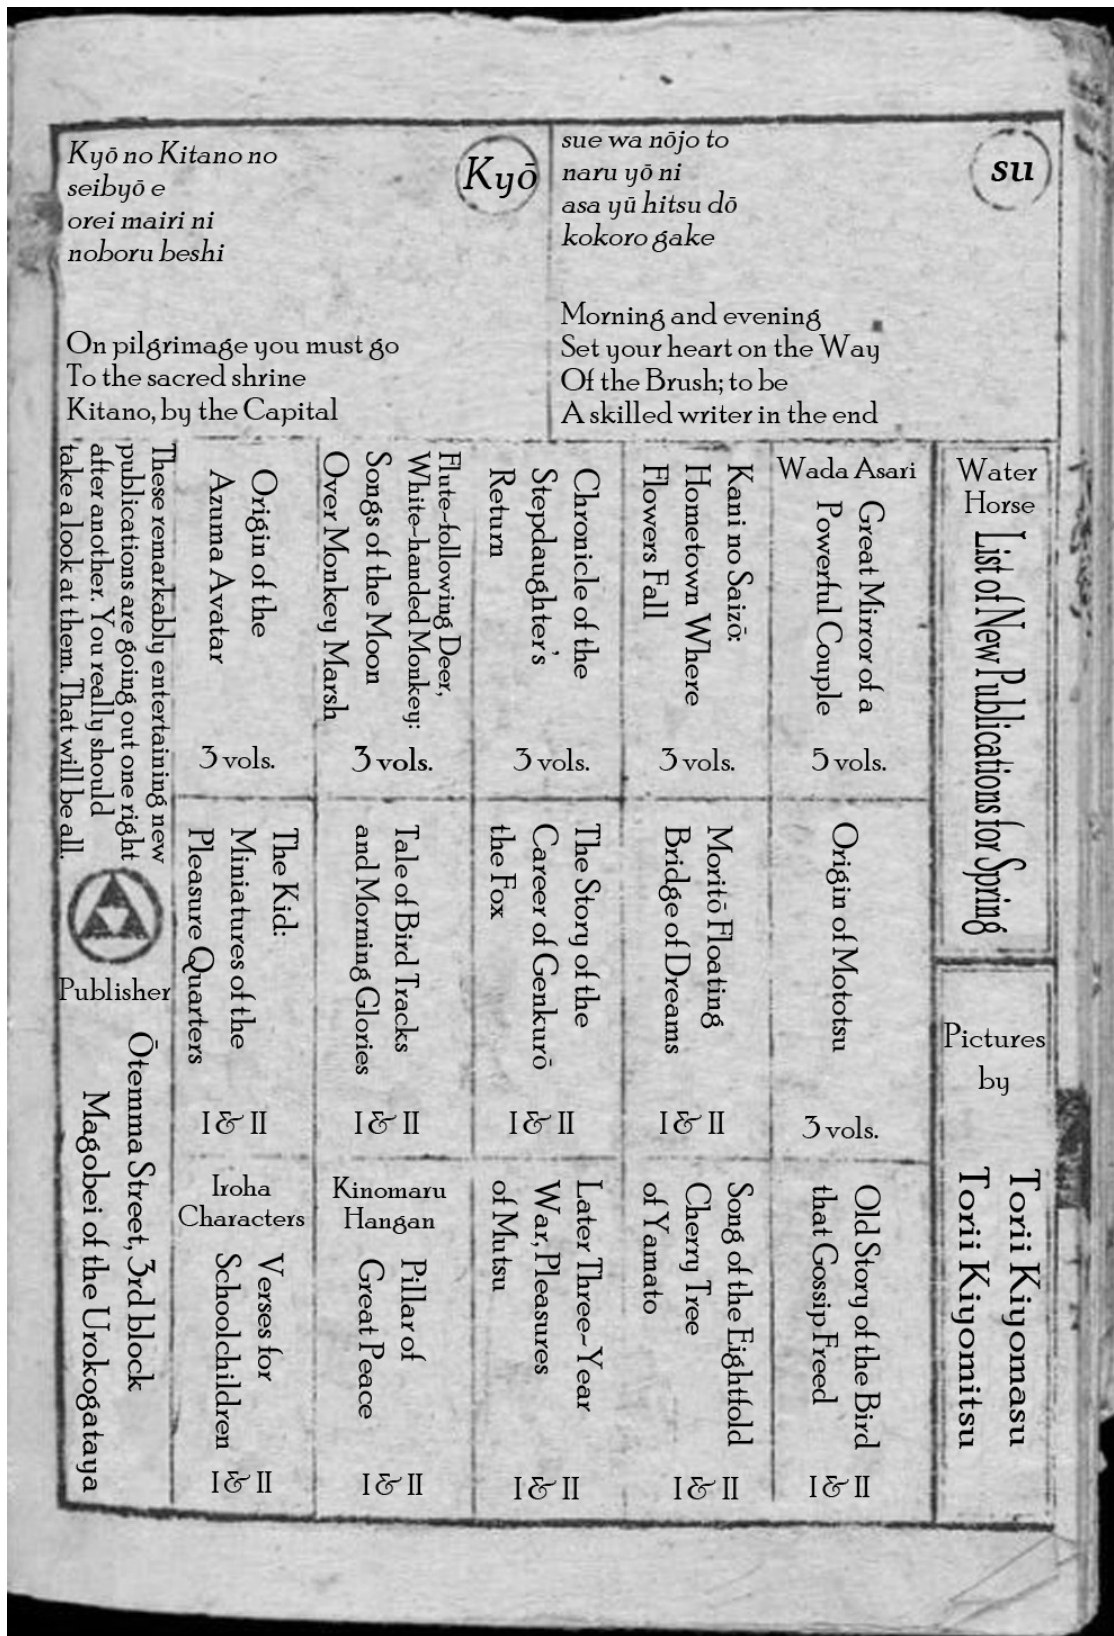 su
sue wa nōjo to
naru yō ni
asa yū hitsu dō
kokoro gake
Morning and evening
Set your heart on the Way
Of the Brush; to be
A skilled writer in the end
Kyō
Kyō no Kitano no
seibyō e
orei mairi ni
noboru beshi
On pilgrimage you must go
To the sacred shrine
Kitano, by the Capital
Water
Horse
List of New Publications for Spring
Pictures
by
Torii Kiyomasu
Torii Kiyomitsu
Wada Asari
Great Mirror of a
Powerful Couple
5 vols.
Origin of Mototsu
3 vols.
Old Story of the Bird
that Gossip Freed
I & II
Kani no Saizō:
Hometown Where
Flowers Fall
3 vols.
Moritō Floating
Bridge of Dreams
I & II
Song of the Eightfold
Cherry Tree
of Yamato
I & II
Chronicle of the
Stepdaughter's
Return
3 vols.
The Story of the
Career of Genkurō
the Fox
I & II
Later Three-Year
War, Pleasures
of Mutsu
I & II
Flute-following Deer,
White-handed Monkey:
Songs of the Moon
Over Monkey Marsh
3 vols.
Tale of Bird Tracks
and Morning Glories
I & II
Kinomaru
Hangan
Pillar of
Great Peace
I & II
Origin of the
Azuma Avatar
3 vols.
The Kid:
Miniatures of the
Pleasure Quarters
I & II
Iroha
Characters
Verses for
Schoolchildren
I & II
These remarkably entertaining new
publications are going out one right
after another. You really should
take a look at them. That will be all.
Publisher
Ōtemma Street, 3rd block
Magobei of the Urokogataya